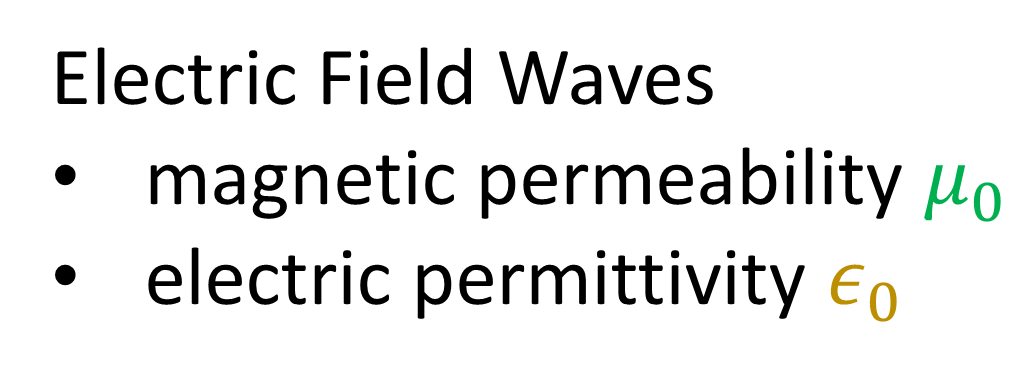 Electric Field Waves
• magnetic permeability μ₀
• electric permittivity ϵ₀